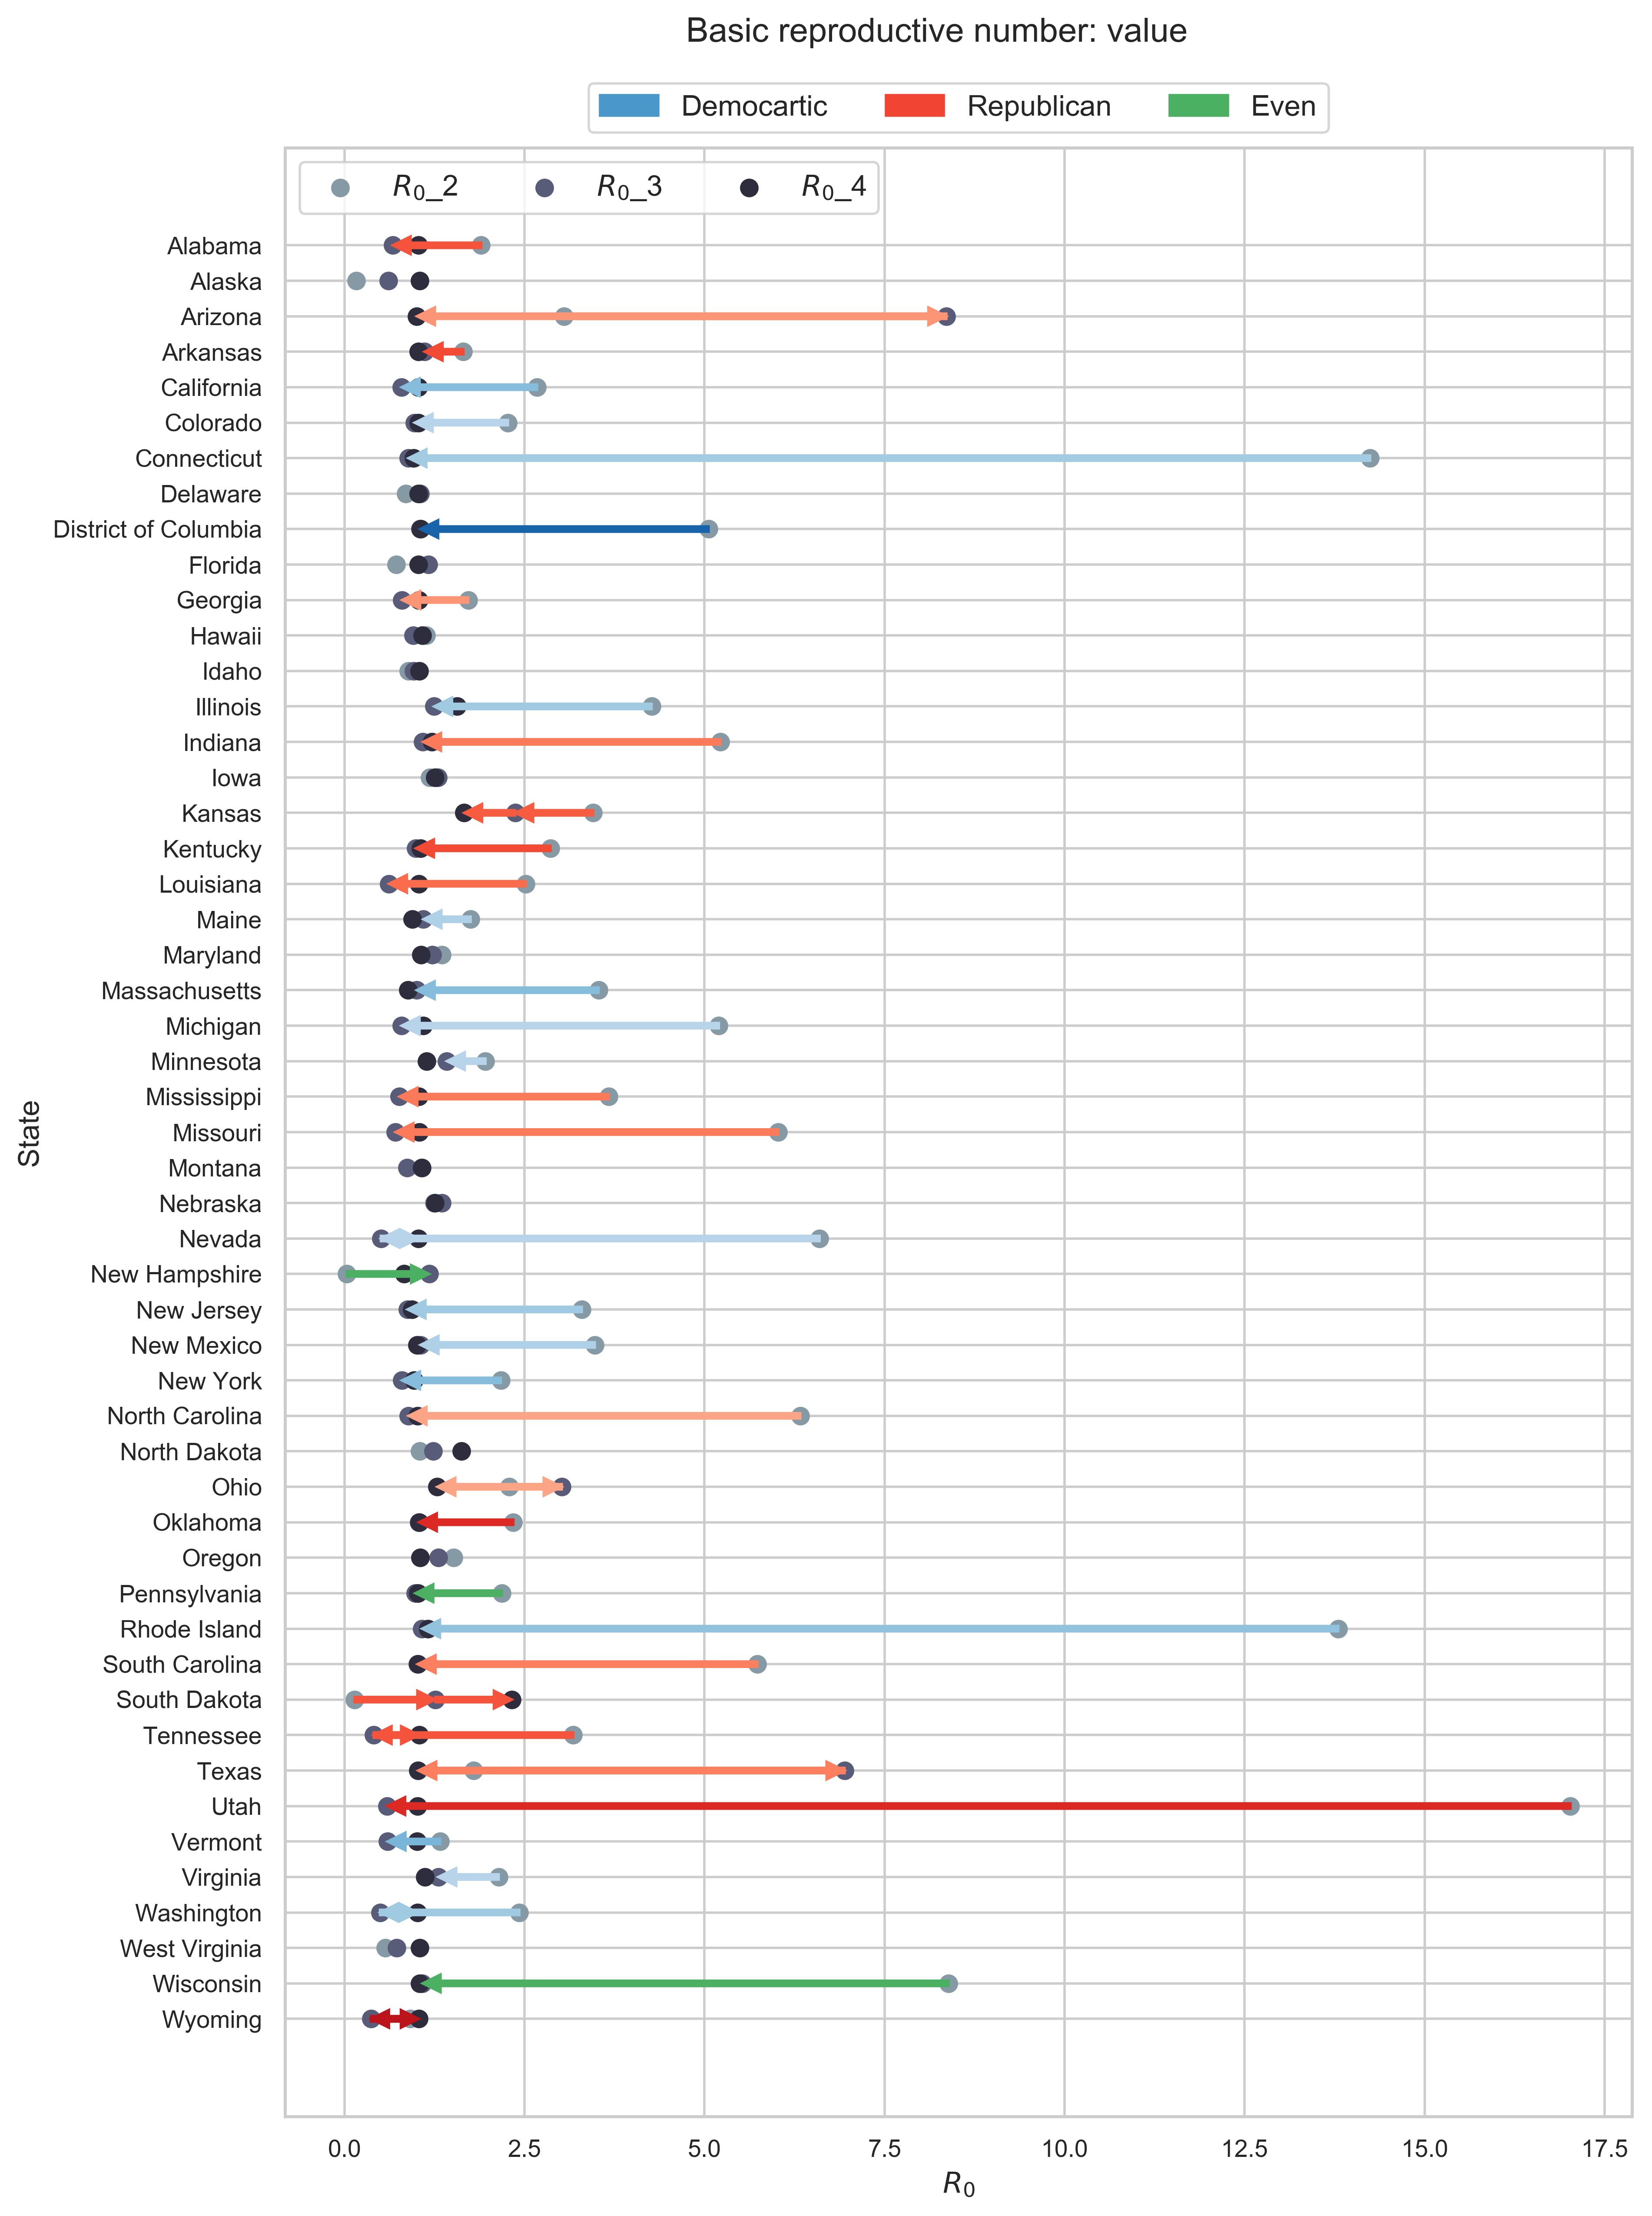 Basic reproductive number: value
Democartic Republican Even
R₀_2 R₀_3 R₀_4
Alabama
Alaska
Arizona
Arkansas
California
Colorado
Connecticut
Delaware
District of Columbia
Florida
Georgia
Hawaii
Idaho
Illinois
Indiana
Iowa
Kansas
Kentucky
Louisiana
Maine
Maryland
Massachusetts
Michigan
Minnesota
Mississippi
Missouri
Montana
Nebraska
Nevada
New Hampshire
New Jersey
New Mexico
New York
North Carolina
North Dakota
Ohio
Oklahoma
Oregon
Pennsylvania
Rhode Island
South Carolina
South Dakota
Tennessee
Texas
Utah
Vermont
Virginia
Washington
West Virginia
Wisconsin
Wyoming
State
0.0 2.5 5.0 7.5 10.0 12.5 15.0 17.5
R₀